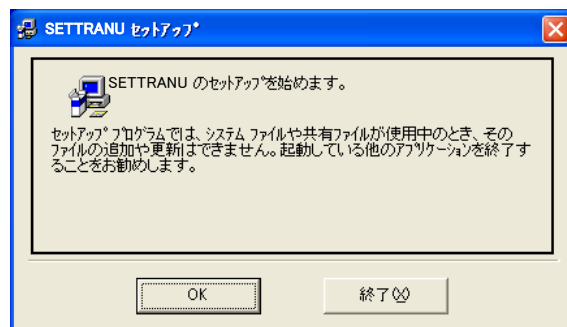 SETTRANU ｾｯﾄｱｯﾌﾟ
SETTRANU のｾｯﾄｱｯﾌﾟを始めます。
ｾｯﾄｱｯﾌﾟ ﾌﾟﾛｸﾞﾗﾑでは、ｼｽﾃﾑ ﾌｧｲﾙや共有ﾌｧｲﾙが使用中のとき、その
ﾌｧｲﾙの追加や更新はできません。起動している他のｱﾌﾟﾘｹｰｼｮﾝを終了す
ることをお勧めします。
OK
終了(X)